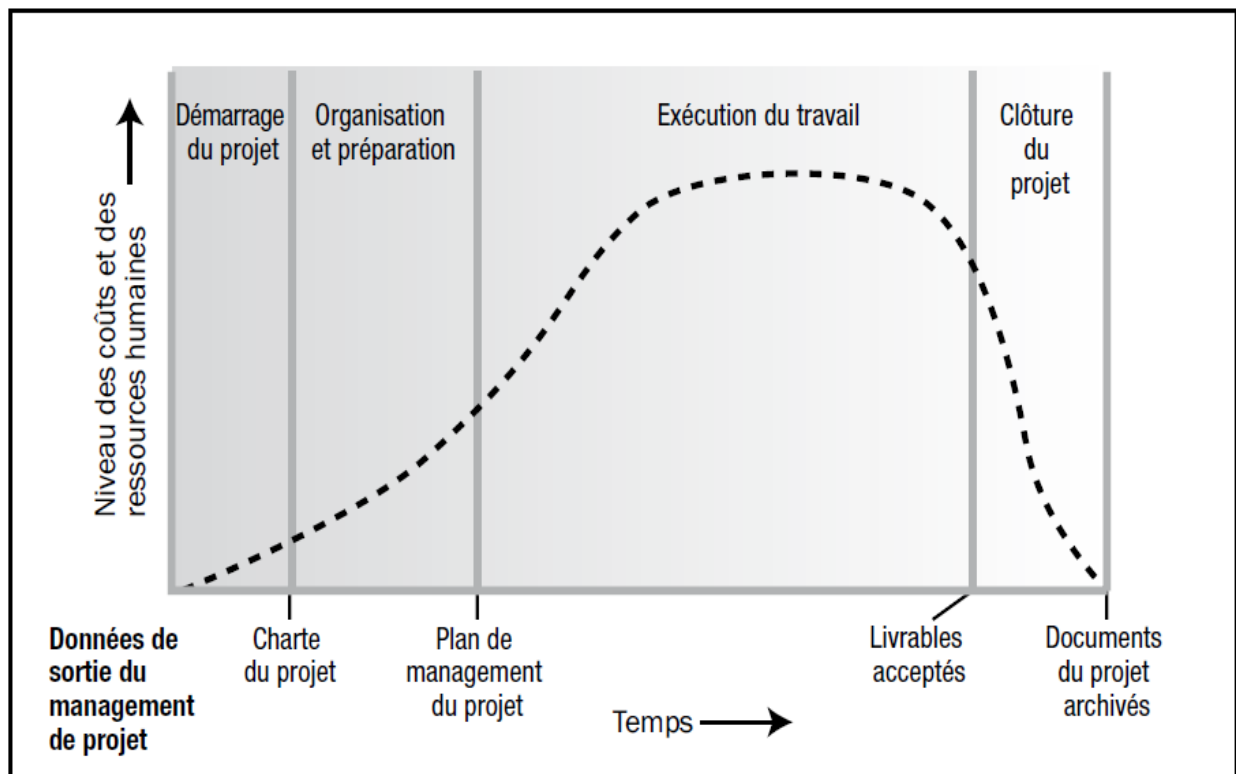 Démarrage
du projet
Organisation
et préparation
Exécution du travail
Clôture
du
projet
Niveau des coûts et des
ressources humaines
Données de
sortie du
management
de projet
Charte
du projet
Plan de
management
du projet
Livrables
acceptés
Documents
du projet
archivés
Temps